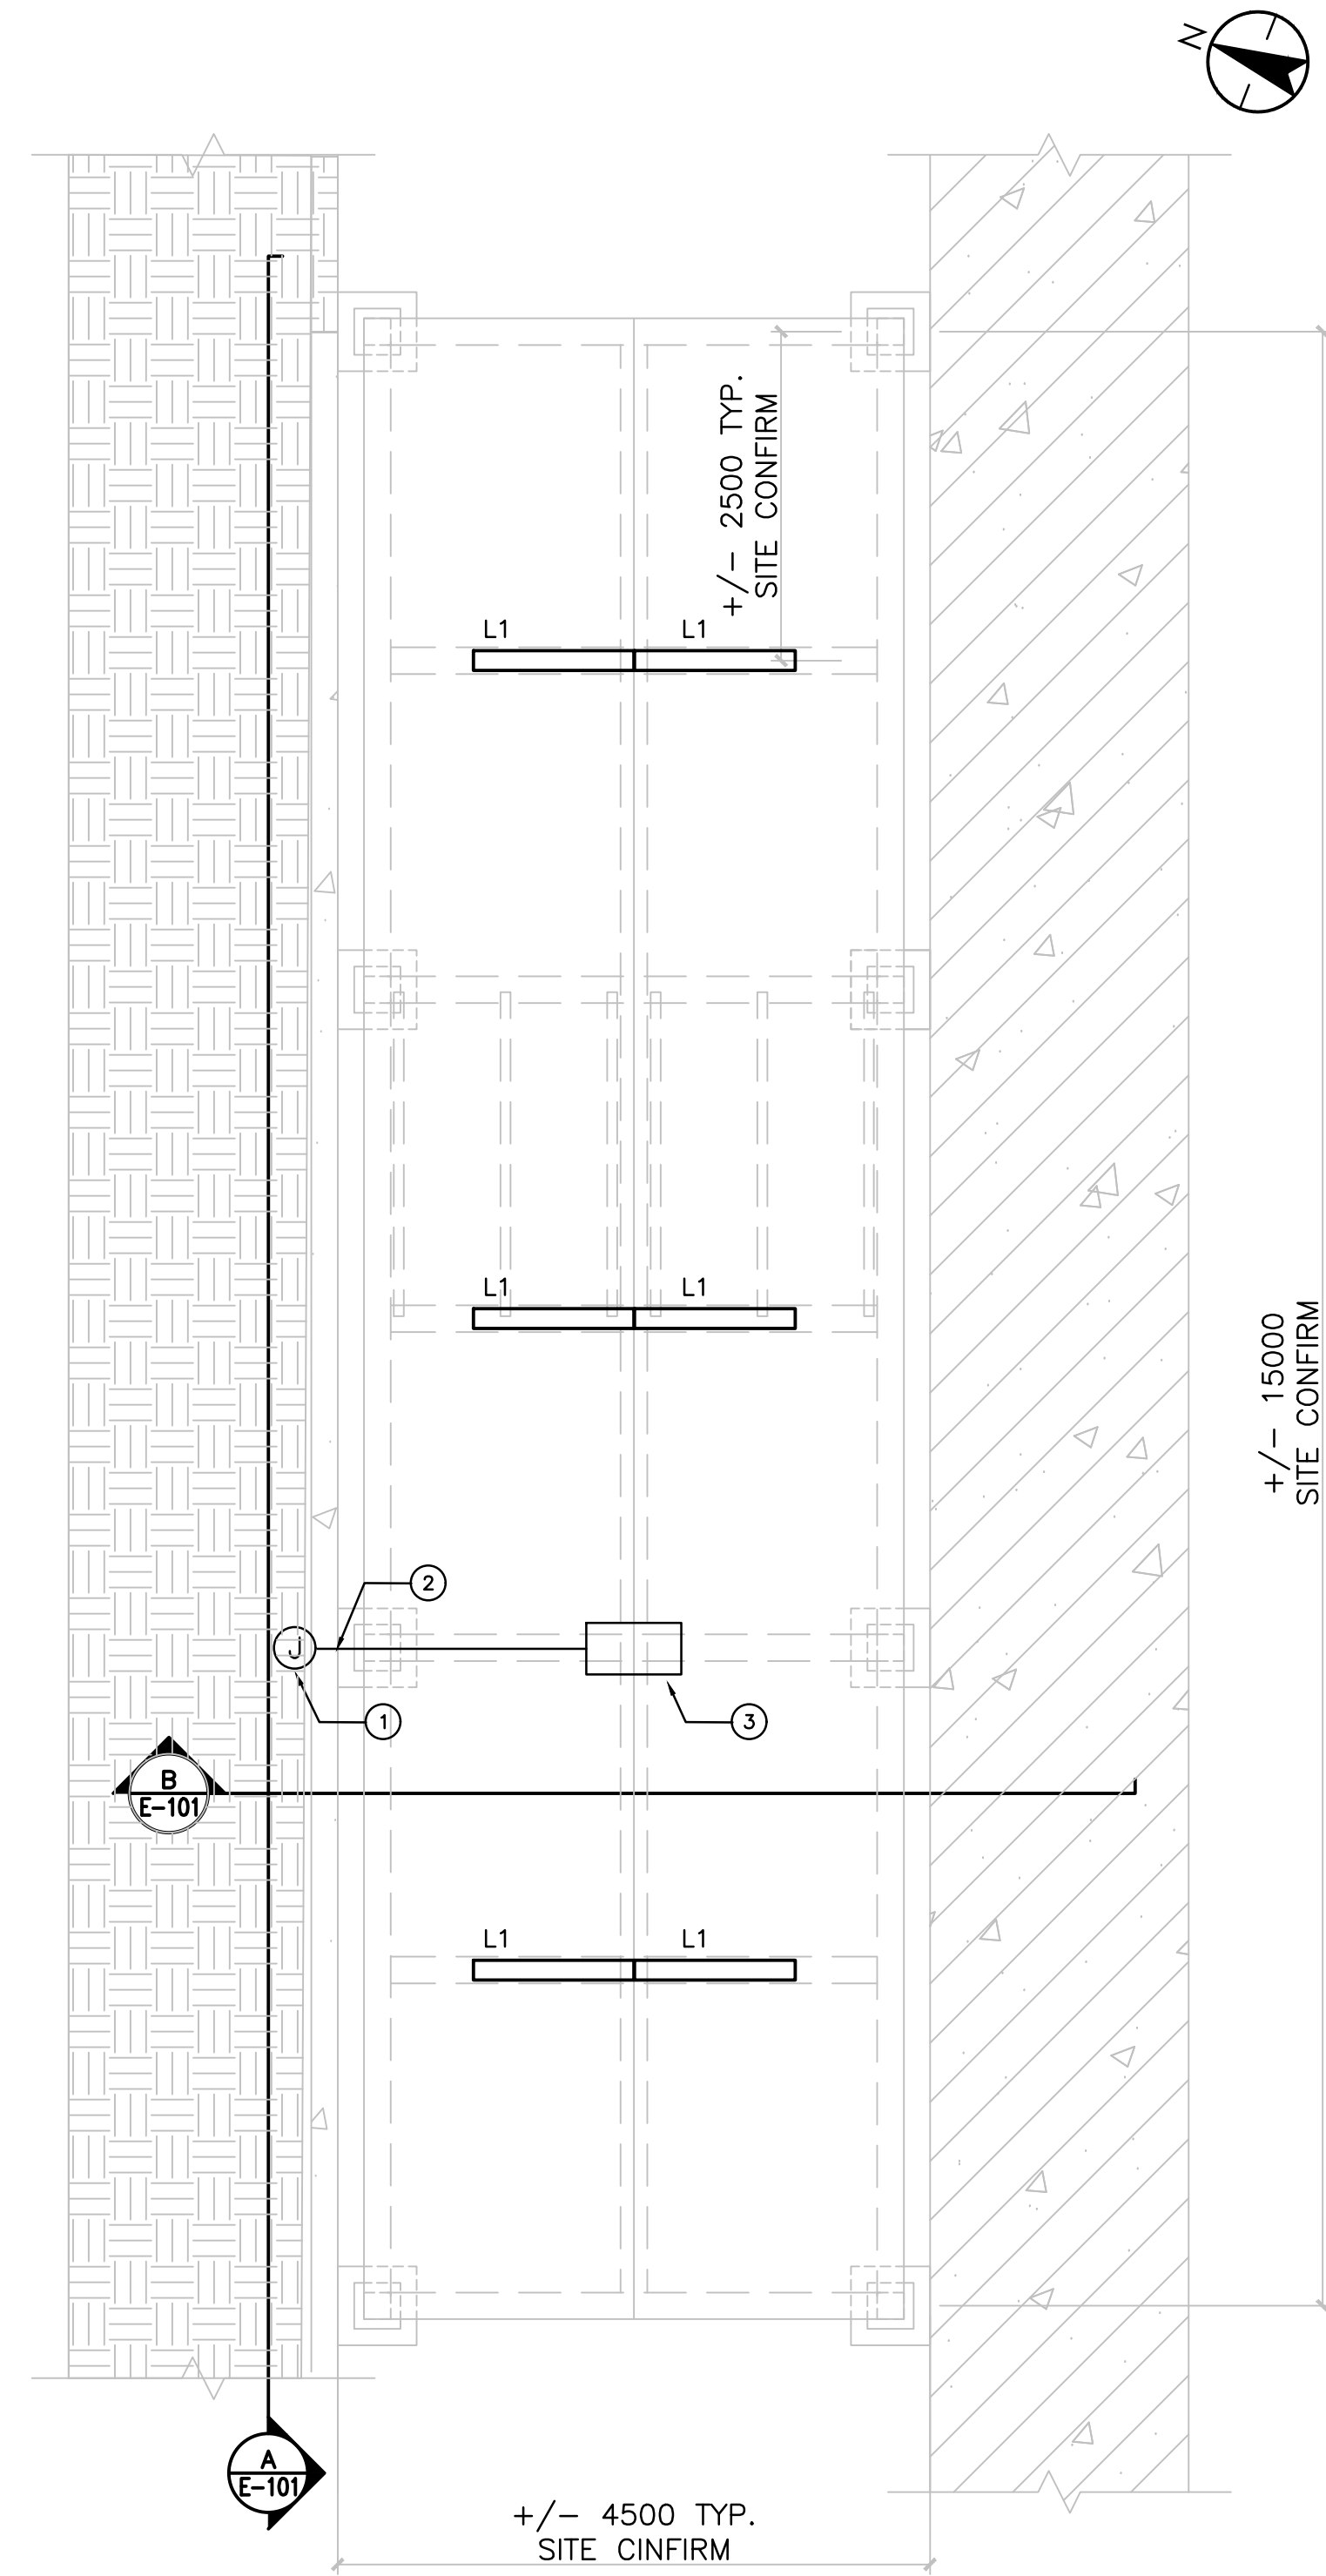 N
+/- 2500 TYP.
SITE CONFIRM
L1 L1
L1 L1
+/- 15000
SITE CONFIRM
2
J
1
3
B
E-101
L1 L1
A
E-101
+/- 4500 TYP.
SITE CINFIRM